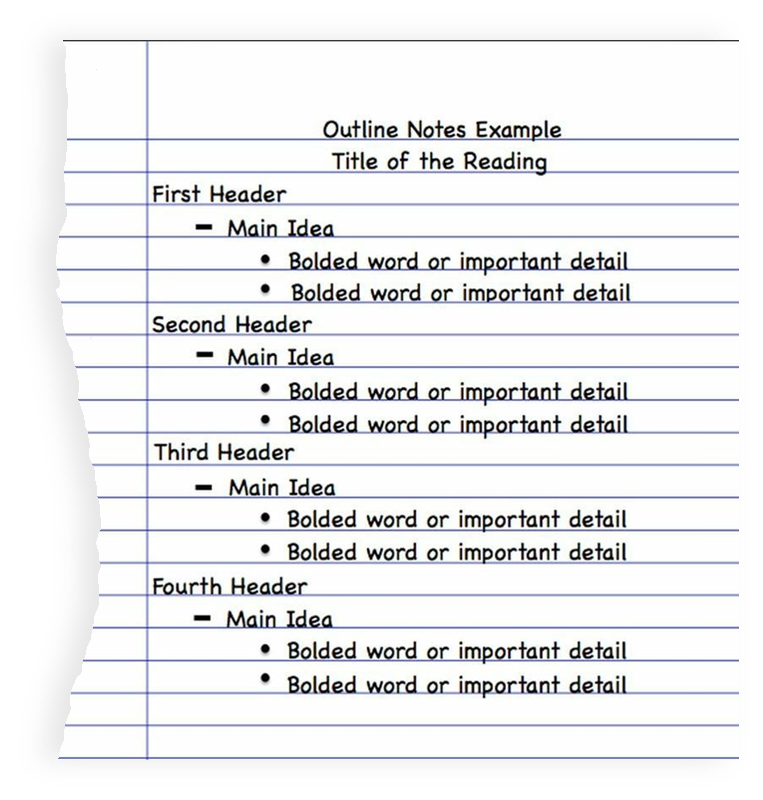 Outline Notes Example
Title of the Reading
First Header
– Main Idea
• Bolded word or important detail
• Bolded word or important detail
Second Header
– Main Idea
• Bolded word or important detail
• Bolded word or important detail
Third Header
– Main Idea
• Bolded word or important detail
• Bolded word or important detail
Fourth Header
– Main Idea
• Bolded word or important detail
• Bolded word or important detail